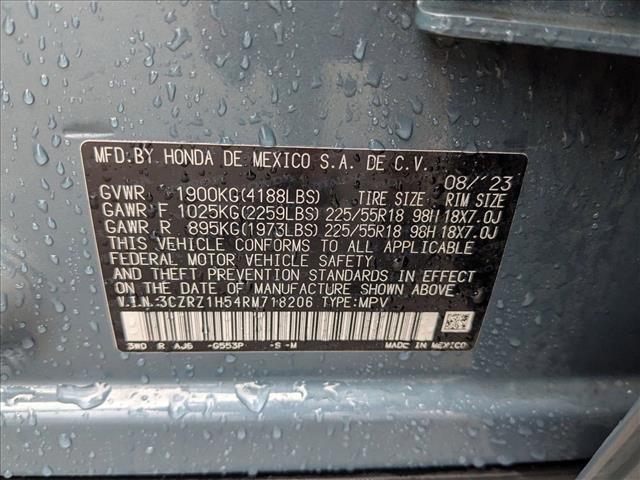 MFD.BY HONDA DE MEXICO S.A. DE C.V. 08/'23
GVWR 1900KG(4188LBS) TIRE SIZE RIM SIZE
GAWR F 1025KG(2259LBS) 225/55R18 98H 18X7.0J
GAWR R 895KG(1973LBS) 225/55R18 98H 18X7.0J
THIS VEHICLE CONFORMS TO ALL APPLICABLE
FEDERAL MOTOR VEHICLE SAFETY
AND THEFT PREVENTION STANDARDS IN EFFECT
ON THE DATE OF MANUFACTURE SHOWN ABOVE.
V.I.N.:3CZRZ1H54RM718206 TYPE:MPV
3W0 R AJ6 -G553P -S-M MADE IN MEXICO